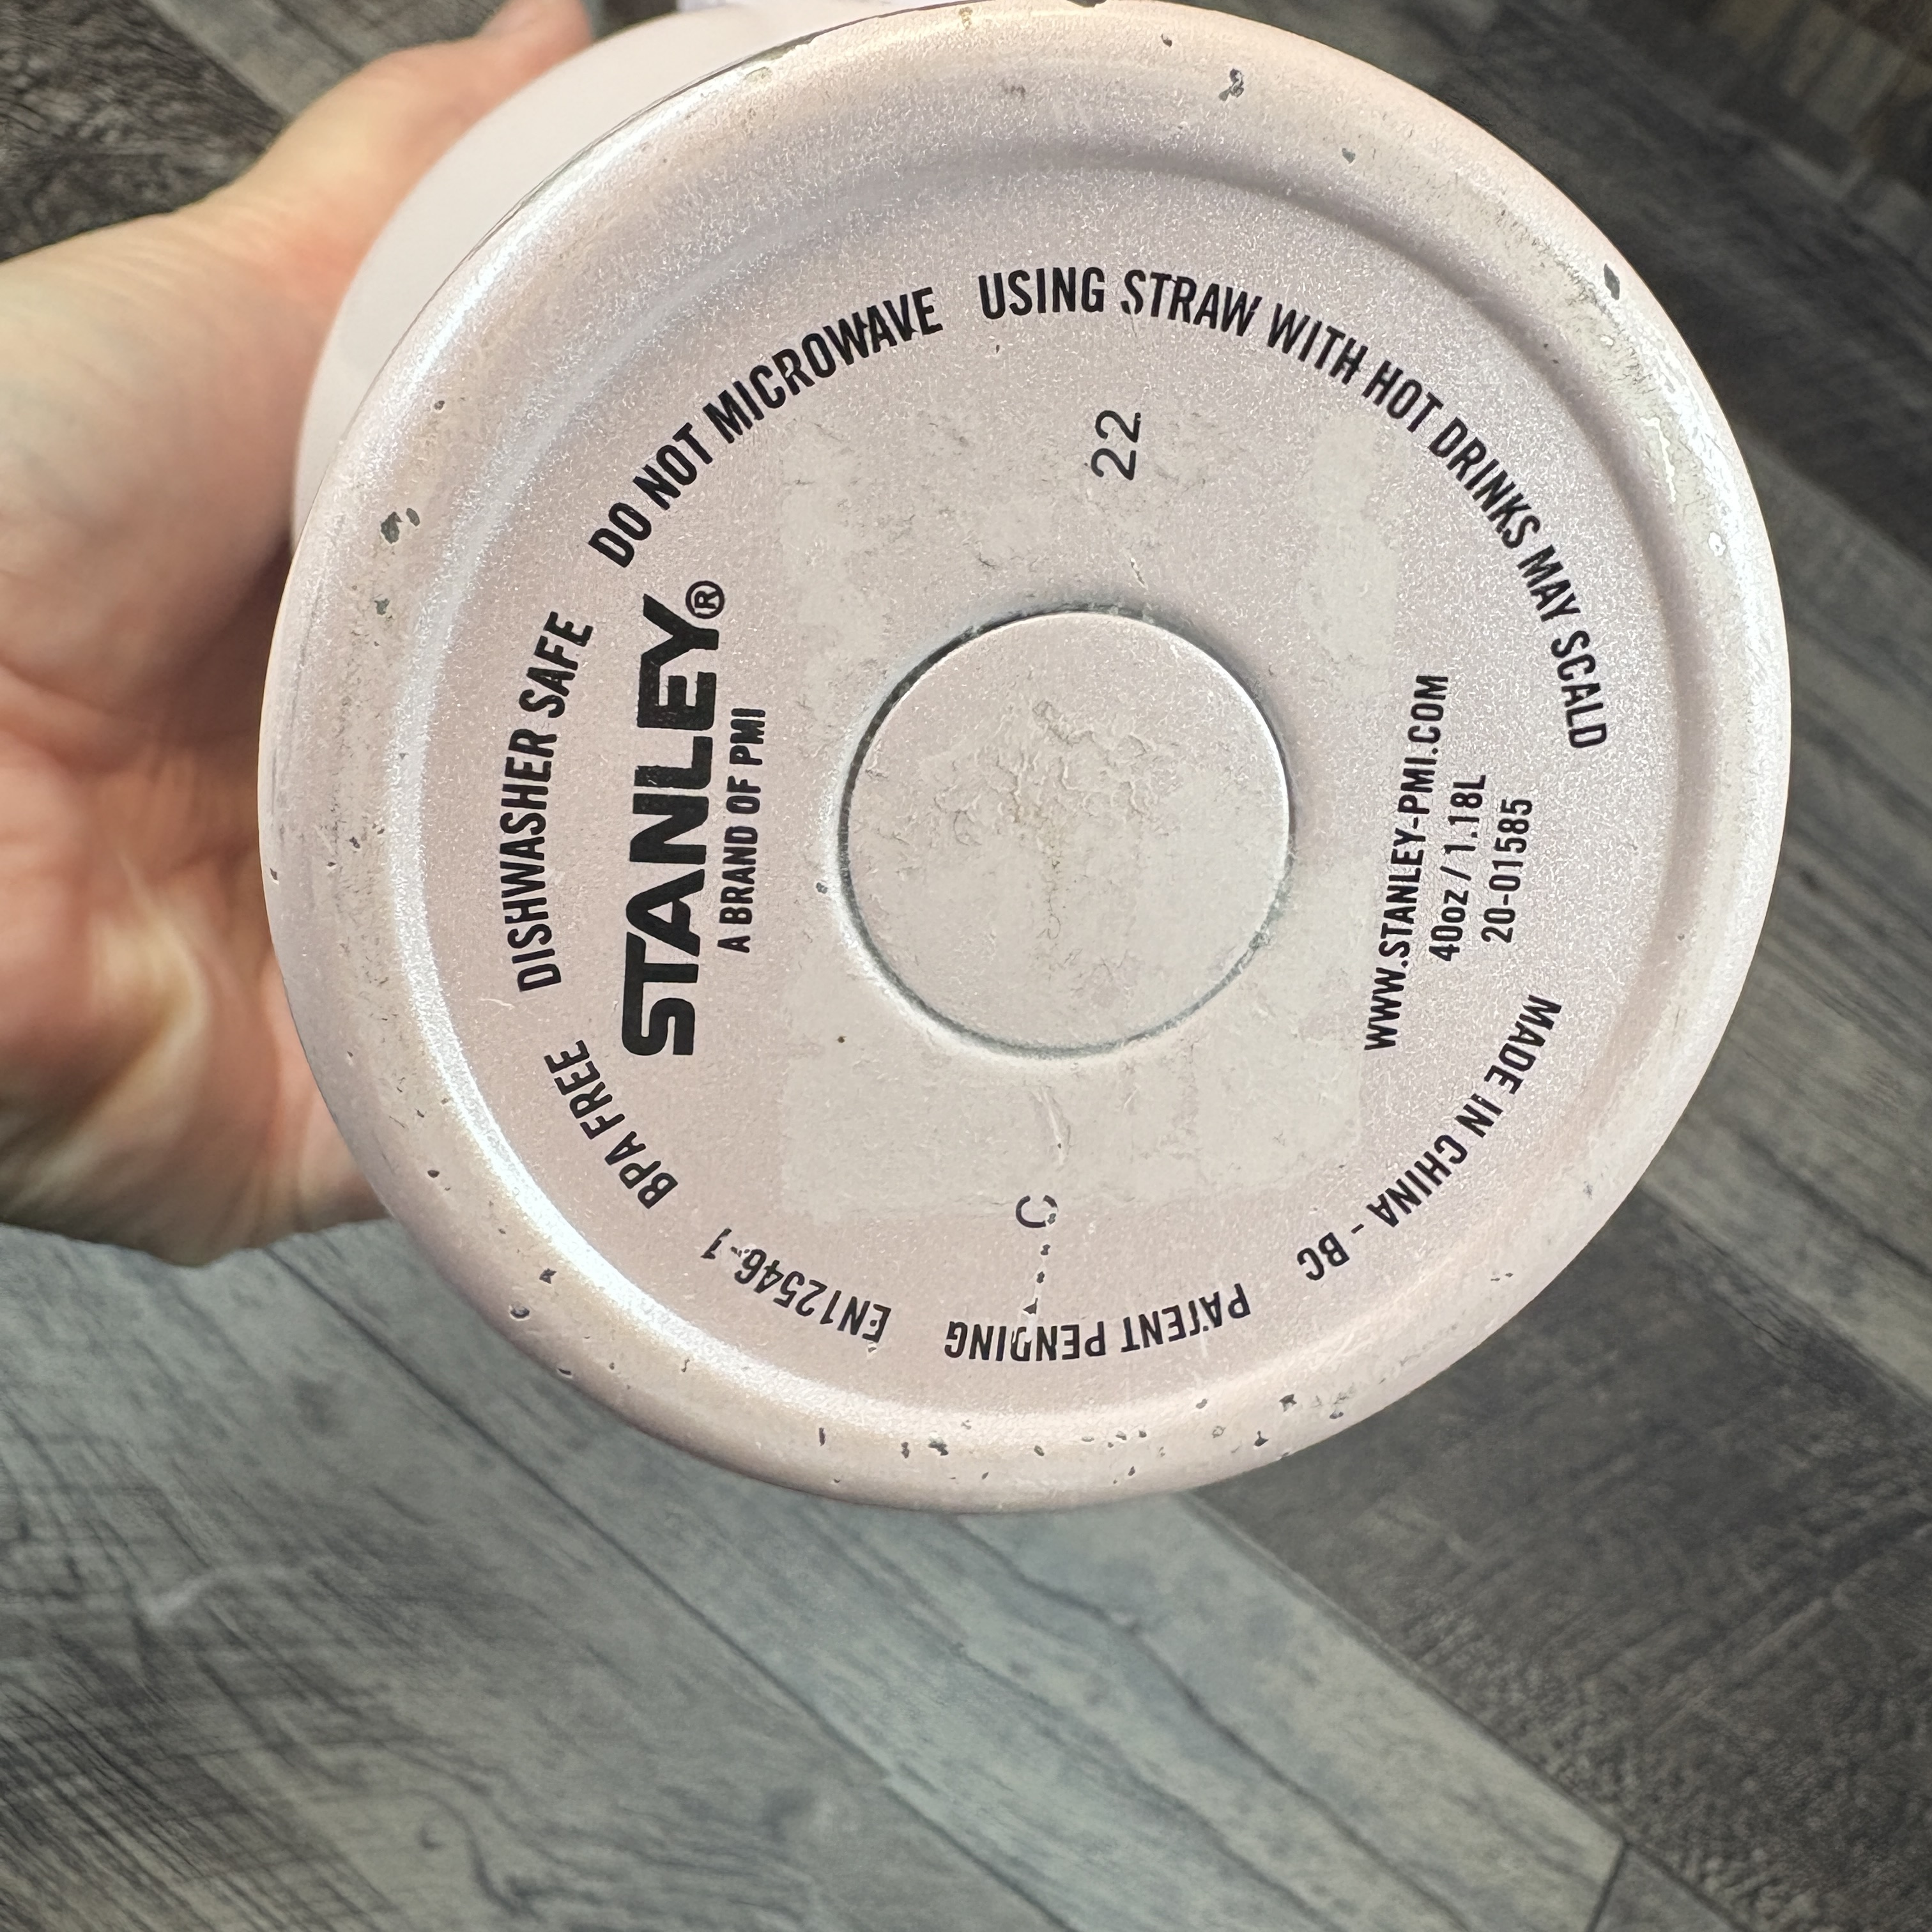 DISHWASHER SAFE
DO NOT MICROWAVE
USING STRAW WITH HOT DRINKS MAY SCALD
STANLEY®
A BRAND OF PMI
22
C
WWW.STANLEY-PMI.COM
40oz / 1.18L
20-01585
MADE IN CHINA - BC
PATENT PENDING
EN12546-1
BPA FREE